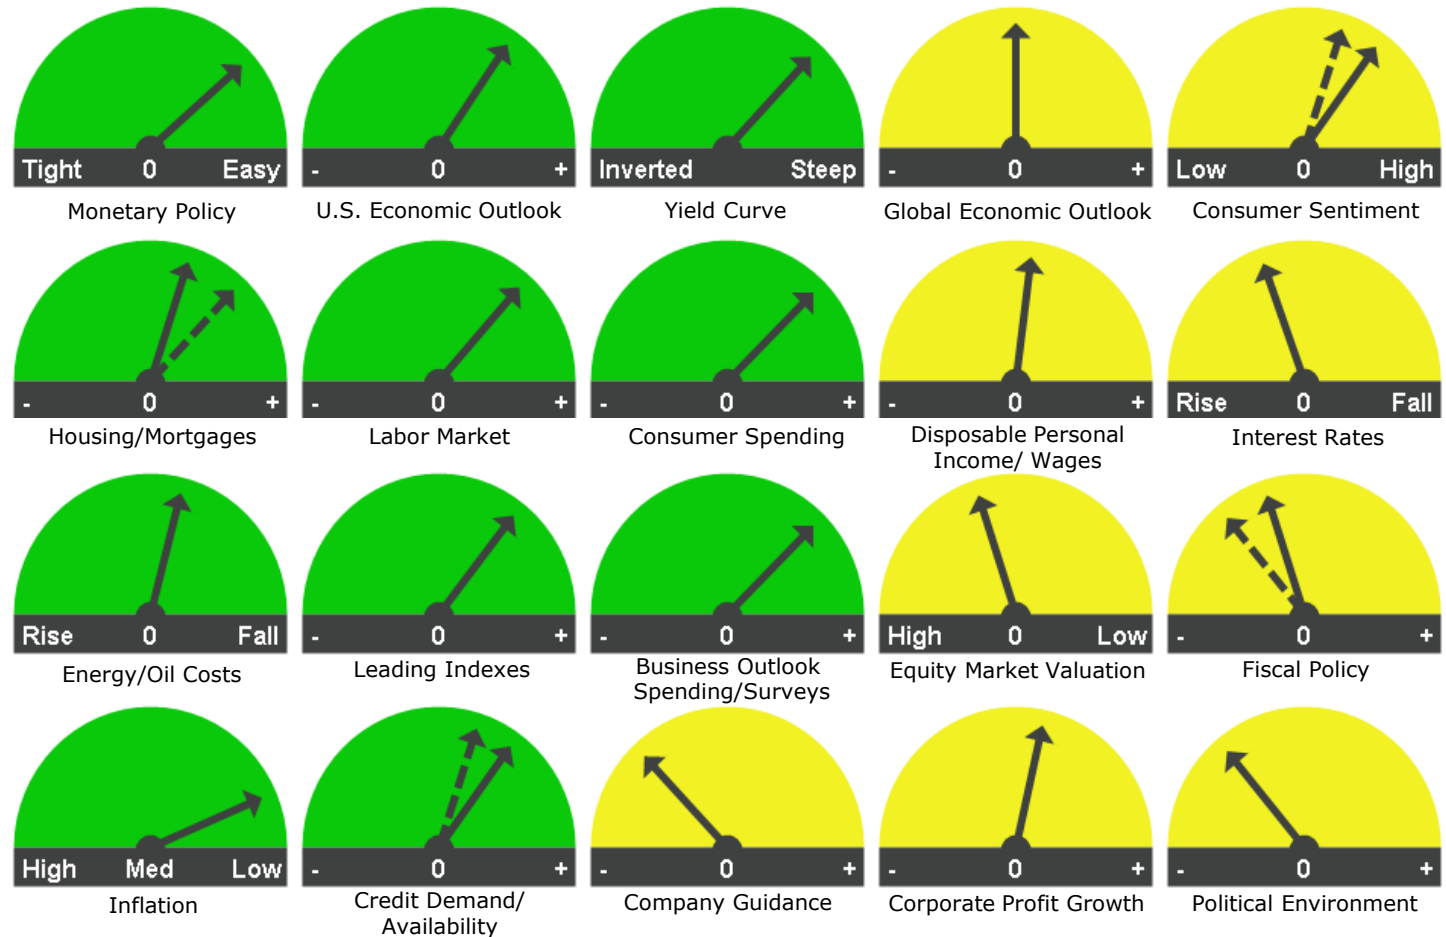 Tight 0 Easy
- 0 +
Inverted Steep
- 0 +
Low 0 High
Monetary Policy
U.S. Economic Outlook
Yield Curve
Global Economic Outlook
Consumer Sentiment
- 0 +
- 0 +
- 0 +
- 0 +
Rise 0 Fall
Housing/Mortgages
Labor Market
Consumer Spending
Disposable Personal
Income/ Wages
Interest Rates
Rise 0 Fall
- 0 +
- 0 +
High 0 Low
- 0 +
Energy/Oil Costs
Leading Indexes
Business Outlook
Spending/Surveys
Equity Market Valuation
Fiscal Policy
High Med Low
- 0 +
- 0 +
- 0 +
- 0 +
Inflation
Credit Demand/
Availability
Company Guidance
Corporate Profit Growth
Political Environment